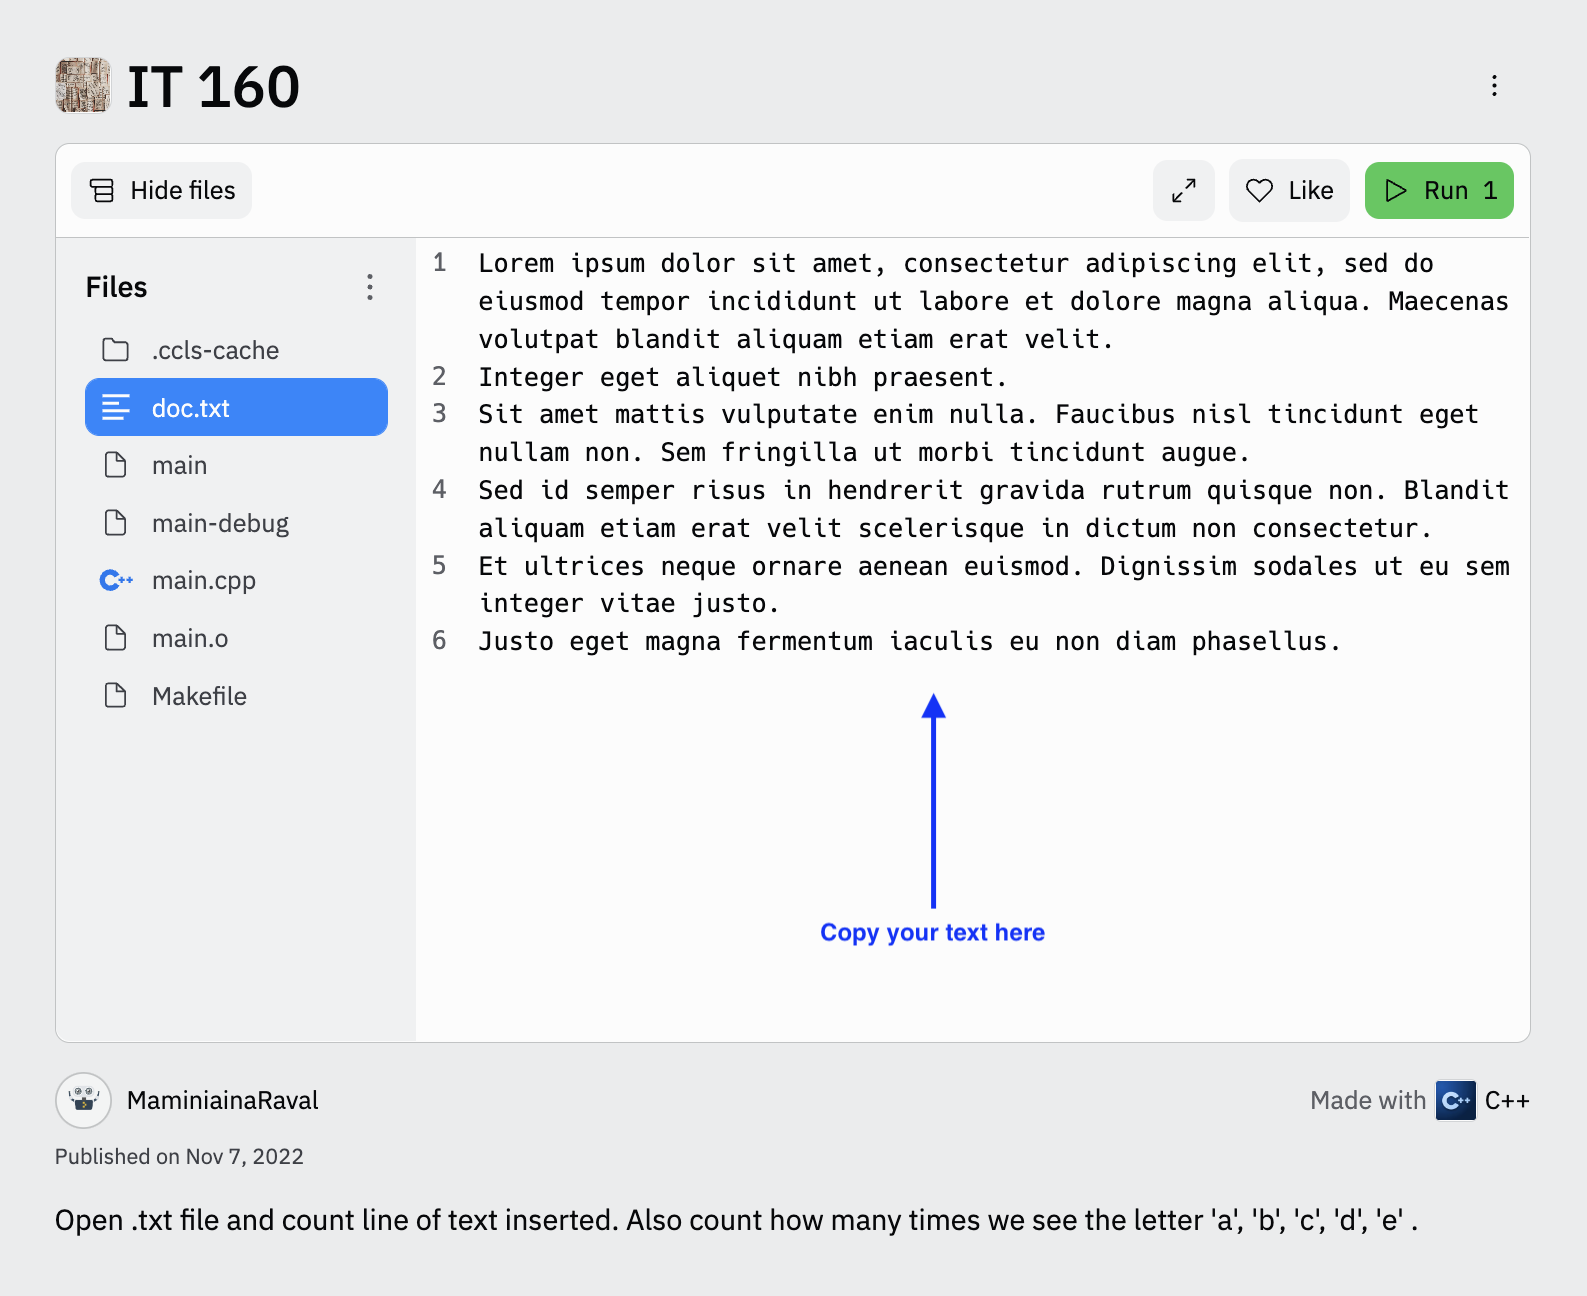 IT 160
Hide files
Like
Run 1
Files
.ccls-cache
doc.txt
main
main-debug
main.cpp
main.o
Makefile
1 Lorem ipsum dolor sit amet, consectetur adipiscing elit, sed do
eiusmod tempor incididunt ut labore et dolore magna aliqua. Maecenas
volutpat blandit aliquam etiam erat velit.
2 Integer eget aliquet nibh praesent.
3 Sit amet mattis vulputate enim nulla. Faucibus nisl tincidunt eget
nullam non. Sem fringilla ut morbi tincidunt augue.
4 Sed id semper risus in hendrerit gravida rutrum quisque non. Blandit
aliquam etiam erat velit scelerisque in dictum non consectetur.
5 Et ultrices neque ornare aenean euismod. Dignissim sodales ut eu sem
integer vitae justo.
6 Justo eget magna fermentum iaculis eu non diam phasellus.
Copy your text here
MaminiainaRaval
Made with C++ C++
Published on Nov 7, 2022
Open .txt file and count line of text inserted. Also count how many times we see the letter 'a', 'b', 'c', 'd', 'e' .